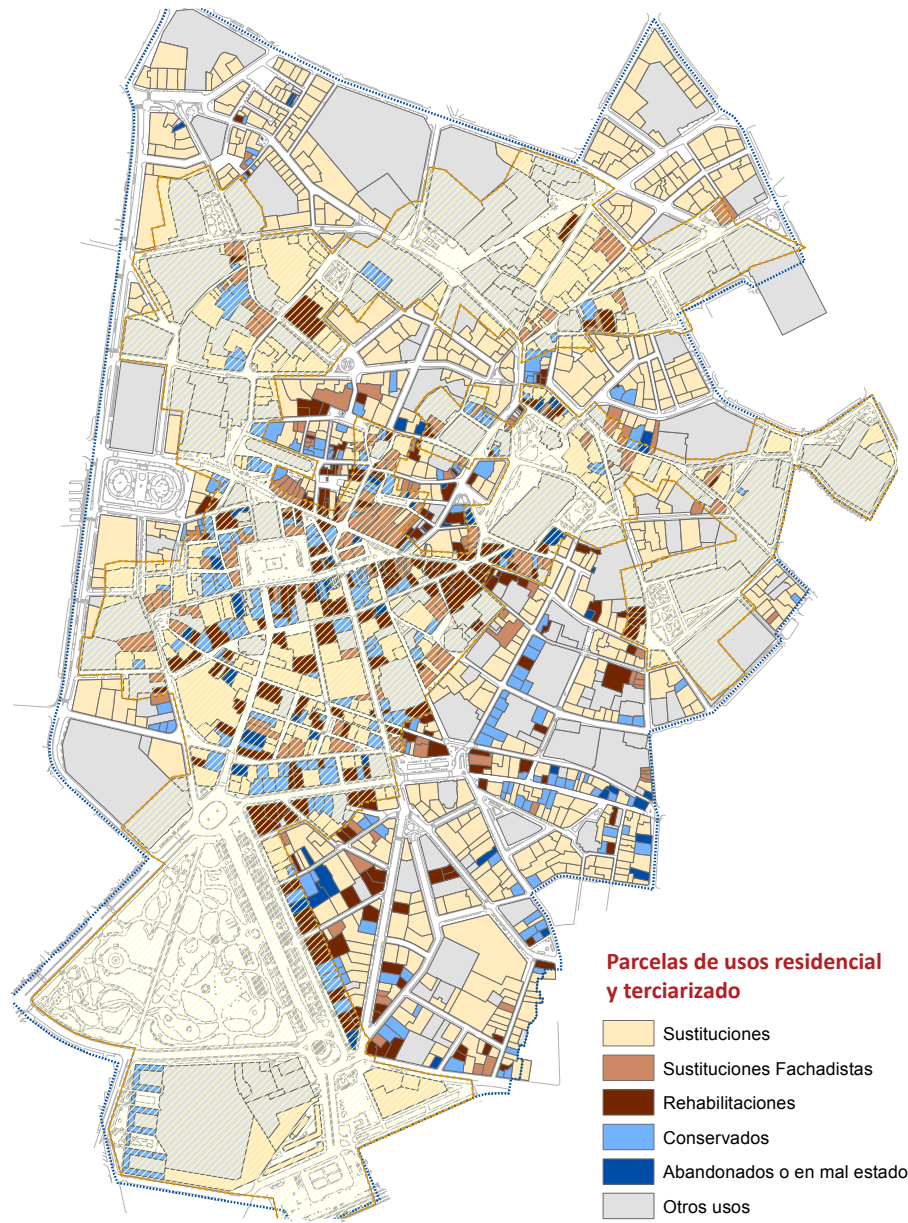 Parcelas de usos residencial
y terciarizado
Sustituciones
Sustituciones Fachadistas
Rehabilitaciones
Conservados
Abandonados o en mal estado
Otros usos